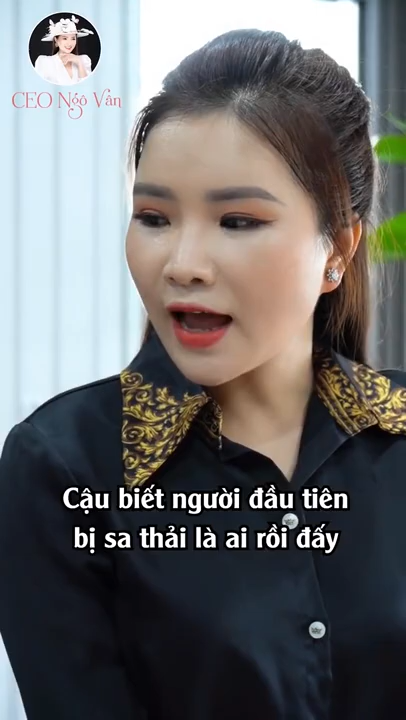 CEO Ngô Vân
Cậu biết người đầu tiên
bị sa thải là ai rồi đấy